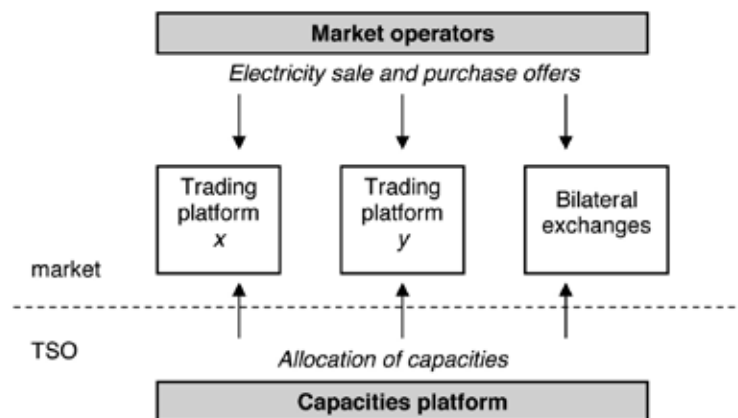 Market operators
Electricity sale and purchase offers
Trading
platform
x
Trading
platform
y
Bilateral
exchanges
market
TSO
Allocation of capacities
Capacities platform